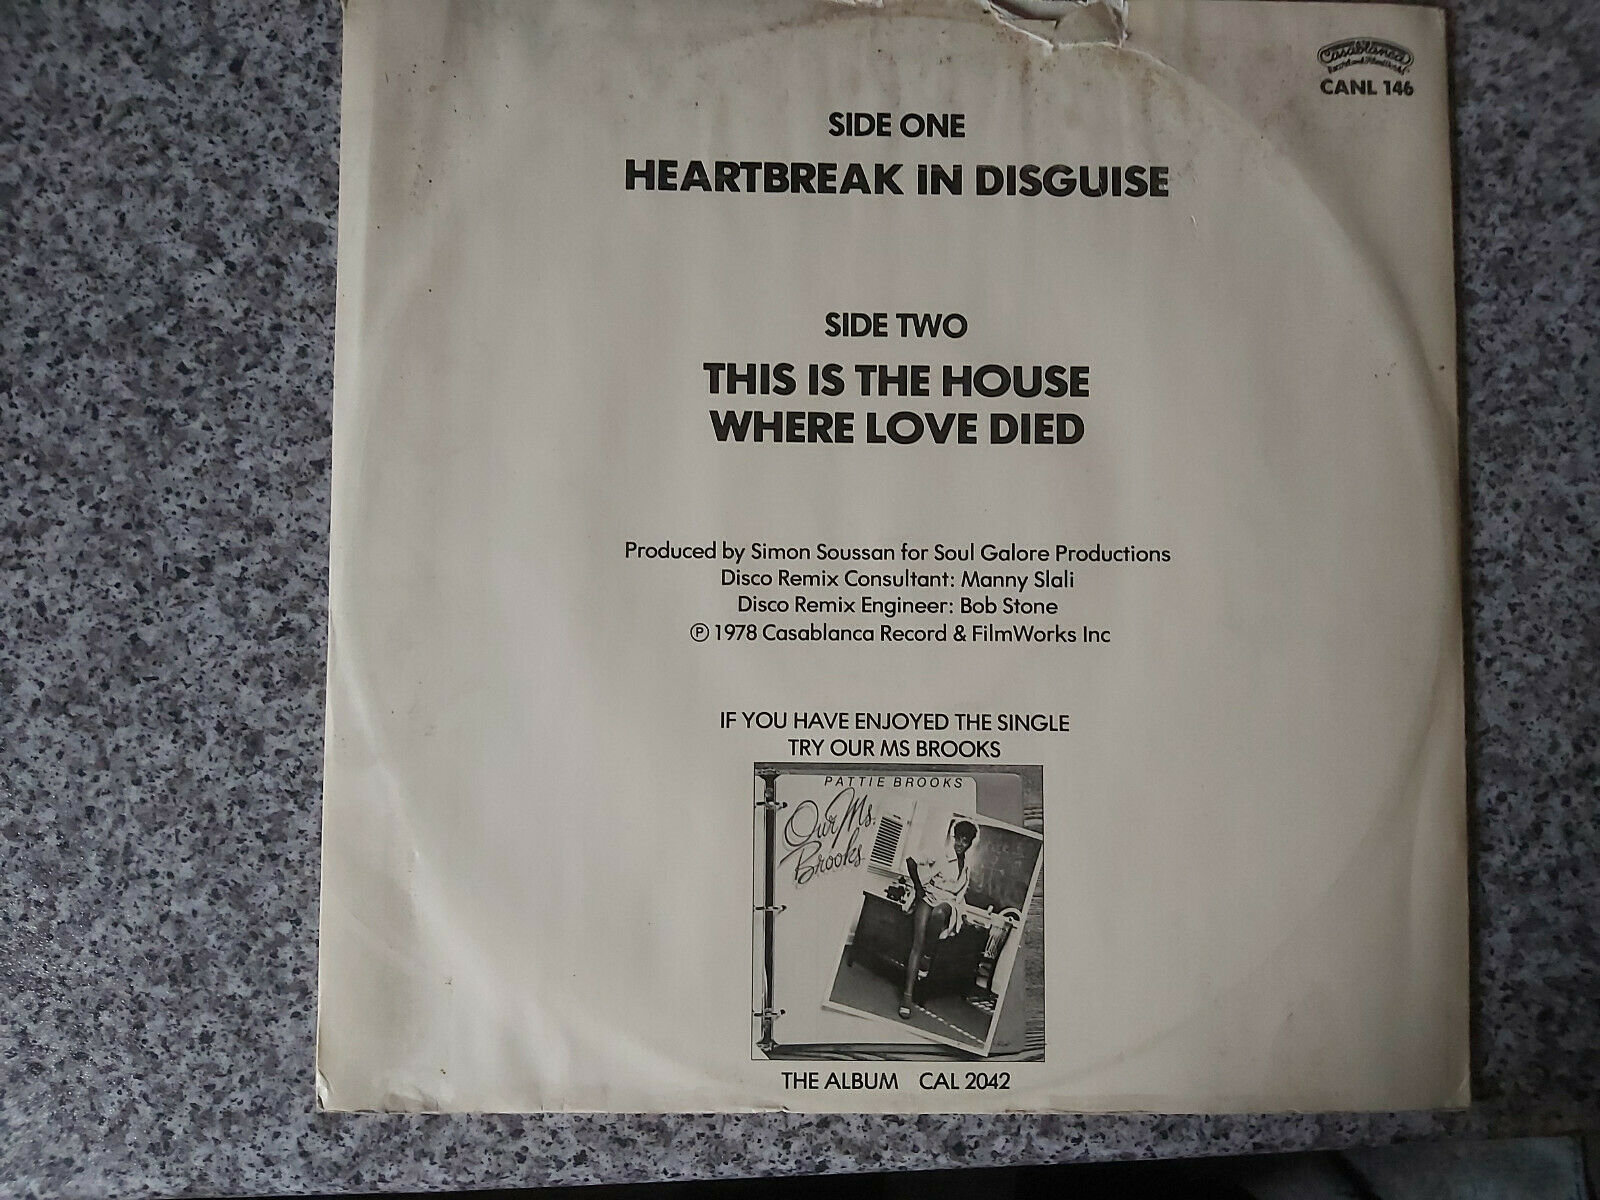 Casablanca
Record and FilmWorks
CANL 146
SIDE ONE
HEARTBREAK iN DISGUISE
SIDE TWO
THIS IS THE HOUSE
WHERE LOVE DIED
Produced by Simon Soussan for Soul Galore Productions
Disco Remix Consultant: Manny Slali
Disco Remix Engineer: Bob Stone
Ⓟ 1978 Casablanca Record & FilmWorks Inc
IF YOU HAVE ENJOYED THE SINGLE
TRY OUR MS BROOKS
PATTIE BROOKS
Our Ms.
Brooks
THE ALBUM CAL 2042